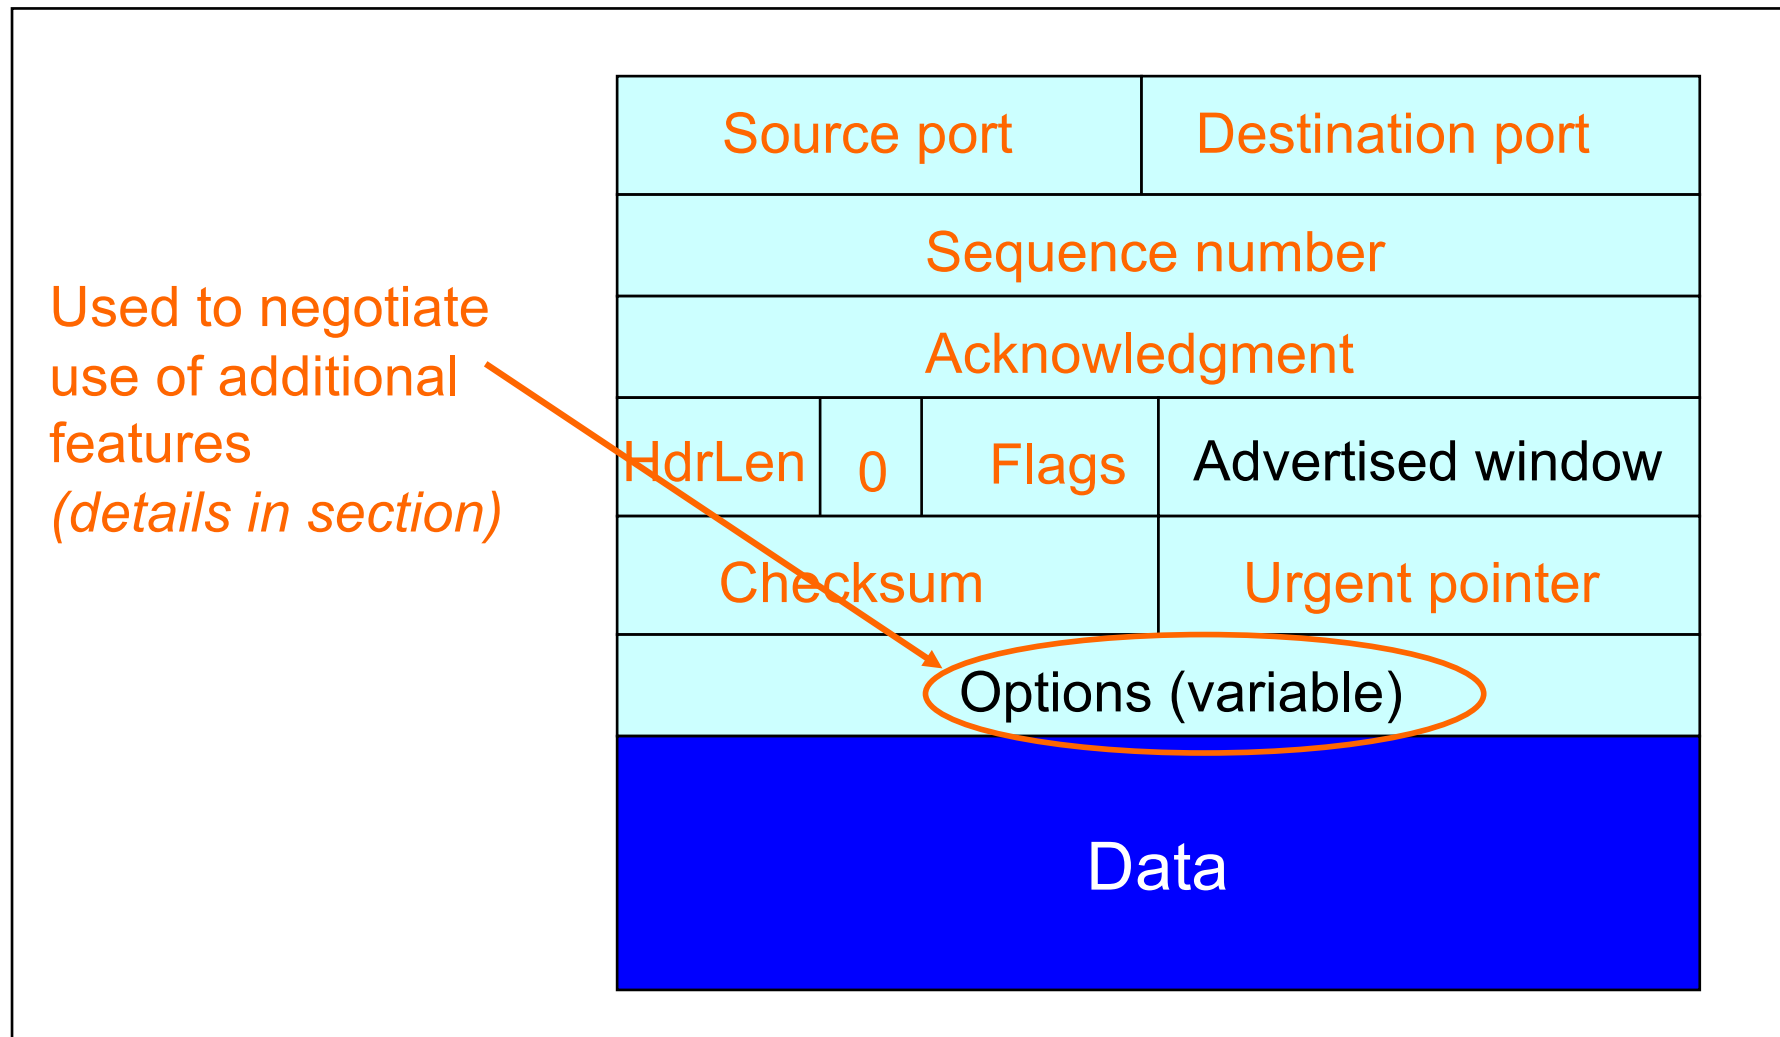 Source port
Destination port
Sequence number
Acknowledgment
HdrLen
0
Flags
Advertised window
Checksum
Urgent pointer
Options (variable)
Data
Used to negotiate
use of additional
features
(details in section)